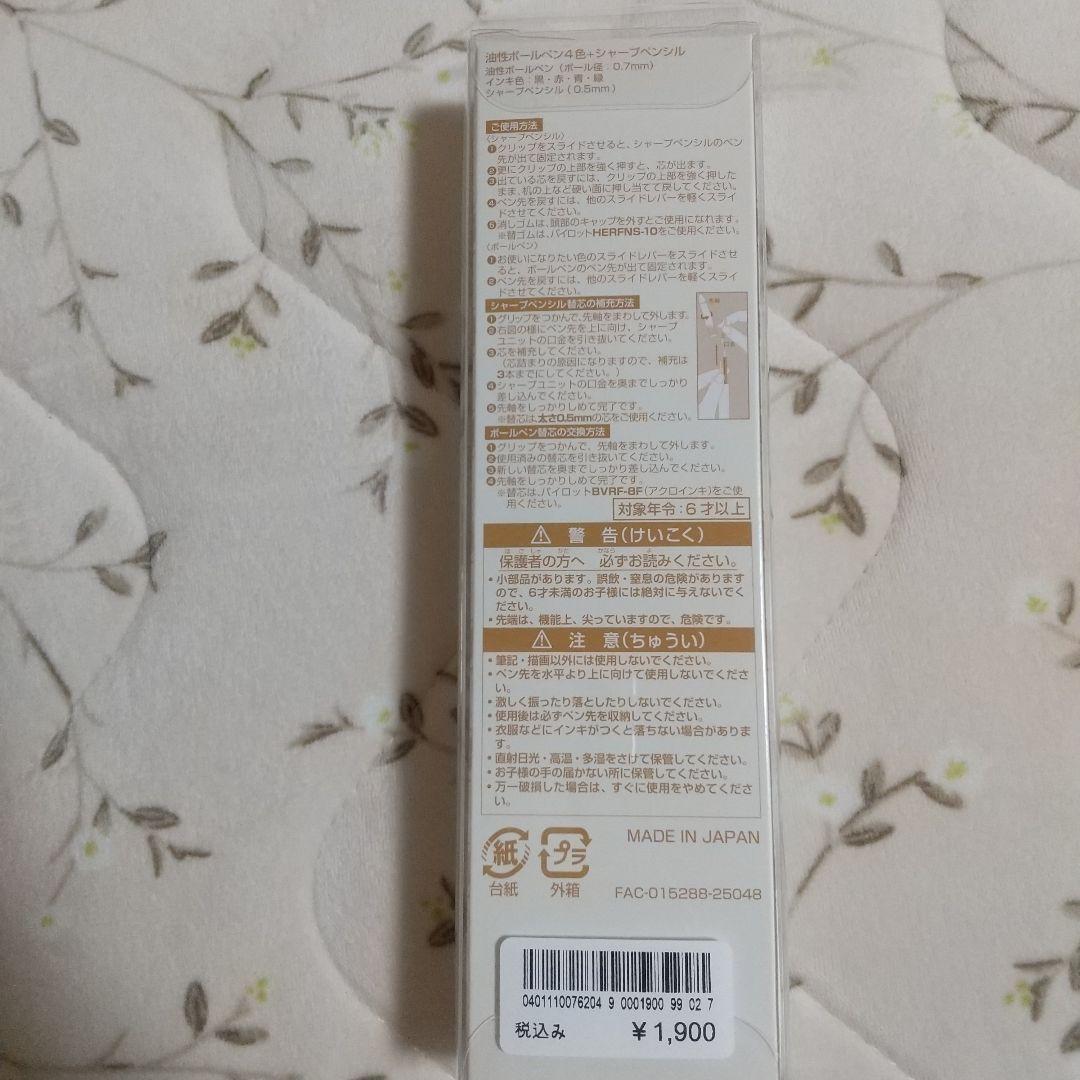 油性ボールペン4色+シャープペンシル
油性ボールペン(ボール径:0.7mm)
インキ色:黒・赤・青・緑
シャープペンシル(0.5mm)
ご使用方法
〈シャープペンシル〉
❶クリップをスライドさせると、シャープペンシルのペン
先が出て固定されます。
❷更にクリップの上部を強く押すと、芯が出ます。
❸出ている芯を戻すには、クリップの上部を強く押した
まま、机の上など硬い面に押し当てて戻してください。
❹ペン先を戻すには、他のスライドレバーを軽くスライ
ドさせてください。
❺消しゴムは、頭部のキャップを外すとご使用になれます。
※替ゴムは、パイロットHERFNS-10をご使用ください。
〈ボールペン〉
❶お使いになりたい色のスライドレバーをスライドさせ
ると、ボールペンのペン先が出て固定されます。
❷ペン先を戻すには、他のスライドレバーを軽くスライ
ドさせてください。
シャープペンシル替芯の補充方法
❶グリップをつかんで、先軸をまわして外します。
❷右図の様にペン先を上に向け、シャープ
ユニットの口金を引き抜いてください。
❸芯を補充してください。
(芯詰まりの原因になりますので、補充は
3本までにしてください。)
❹シャープユニットの口金を奥までしっかり
差し込んでください。
❺先軸をしっかりしめて完了です。
※替芯は、太さ0.5mmの芯をご使用ください。
先軸
口金
ボールペン替芯の交換方法
❶グリップをつかんで、先軸をまわして外します。
❷使用済みの替芯を引き抜いてください。
❸新しい替芯を奥までしっかり差し込んでください。
❹先軸をしっかりしめて完了です。
※替芯は、パイロットBVRF-8F(アクロインキ)をご使
用ください。
対象年令:6才以上
警 告(けいこく)
ほごしゃ かた かなら よ
保護者の方へ 必ずお読みください。
・小部品があります。誤飲・窒息の危険があります
ので、6才未満のお子様には絶対に与えないでく
ださい。
・先端は、機能上、尖っていますので、危険です。
注 意(ちゅうい)
・筆記・描画以外には使用しないでください。
・ペン先を水平より上に向けて使用しないでくださ
い。
・激しく振ったり落としたりしないでください。
・使用後は必ずペン先を収納してください。
・衣服などにインキがつくと落ちない場合がありま
す。
・直射日光・高温・多湿をさけて保管してください。
・お子様の手の届かない所に保管してください。
・万一破損した場合は、すぐに使用をやめてくださ
い。
紙
台紙
プラ
外箱
MADE IN JAPAN
FAC-015288-25048
0401110076204 9 0001900 99 02 7
税込み ¥1,900